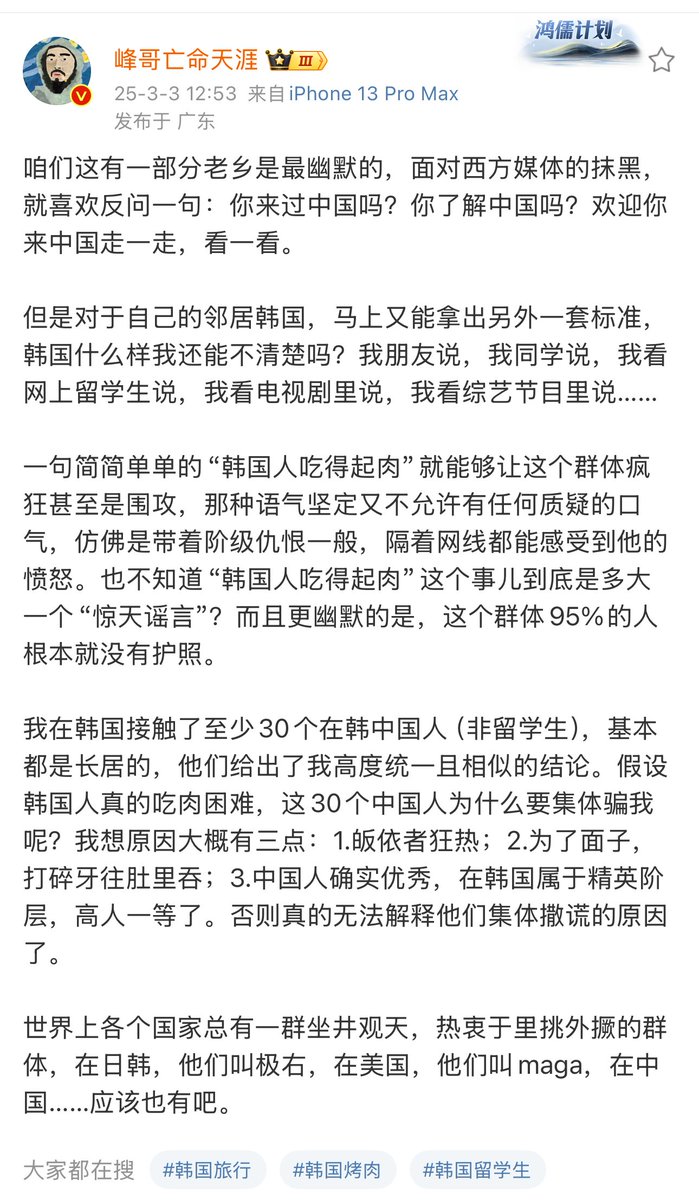 鸿儒计划
峰哥亡命天涯 III
25-3-3 12:53 来自 iPhone 13 Pro Max
发布于 广东
咱们这有一部分老乡是最幽默的，面对西方媒体的抹黑，
就喜欢反问一句：你来过中国吗？你了解中国吗？欢迎你
来中国走一走，看一看。
但是对于自己的邻居韩国，马上又能拿出另外一套标准，
韩国什么样我还能不清楚吗？我朋友说，我同学说，我看
网上留学生说，我看电视剧里说，我看综艺节目里说......
一句简简单单的“韩国人吃得起肉”就能够让这个群体疯
狂甚至是围攻，那种语气坚定又不允许有任何质疑的口
气，仿佛是带着阶级仇恨一般，隔着网线都能感受到他的
愤怒。也不知道“韩国人吃得起肉”这个事儿到底是多大
一个“惊天谣言”？而且更幽默的是，这个群体95%的人
根本就没有护照。
我在韩国接触了至少30个在韩中国人（非留学生），基本
都是长居的，他们给出了我高度统一且相似的结论。假设
韩国人真的吃肉困难，这30个中国人为什么要集体骗我
呢？我想原因大概有三点：1.皈依者狂热；2.为了面子，
打碎牙往肚里吞；3.中国人确实优秀，在韩国属于精英阶
层，高人一等了。否则真的无法解释他们集体撒谎的原因
了。
世界上各个国家总有一群坐井观天，热衷于里挑外撅的群
体，在日韩，他们叫极右，在美国，他们叫maga，在中
国......应该也有吧。
大家都在搜 #韩国旅行 #韩国烤肉 #韩国留学生